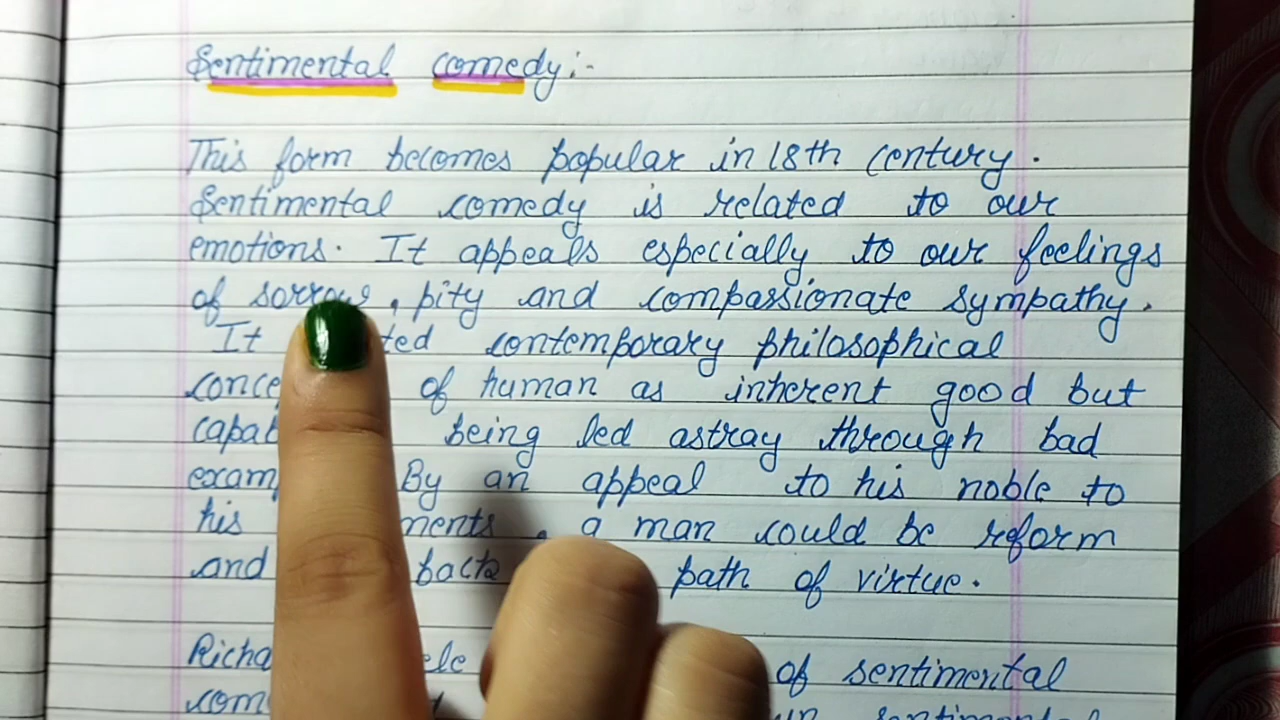 Sentimental comedy:-
This form becomes popular in 18th century.
Sentimental comedy is related to our
emotions. It appeals especially to our feelings
of sorrow, pity and compassionate sympathy.
It contemporary philosophical
of human as inherent good but
being led astray through bad
By an appeal to his noble to
his a man could be reform
and back path of virtue.
of sentimental